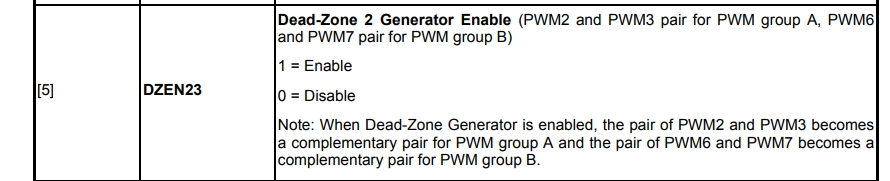 Dead-Zone 2 Generator Enable (PWM2 and PWM3 pair for PWM group A, PWM6
and PWM7 pair for PWM group B)
1 = Enable
[5] DZEN23
0 = Disable
Note: When Dead-Zone Generator is enabled, the pair of PWM2 and PWM3 becomes
a complementary pair for PWM group A and the pair of PWM6 and PWM7 becomes a
complementary pair for PWM group B.